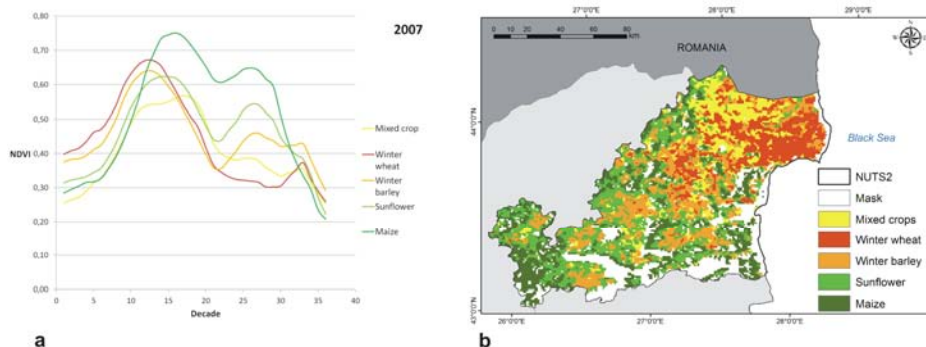 2007
0,80
0,70
0,60
0,50
NDVI
0,40
0,30
0,20
0,10
0,00
0
5
10
15
20
25
30
35
40
Decade
Mixed crop
Winter
wheat
Winter
barley
Sunflower
Maize
a
27°0'0"E
28°0'0"E
29°0'0"E
0 10 20 40 60 80
km
ROMANIA
44°0'0"N
Black Sea
NUTS2
Mask
Mixed crops
Winter wheat
Winter barley
Sunflower
Maize
43°0'0"N
26°0'0"E
27°0'0"E
28°0'0"E
b